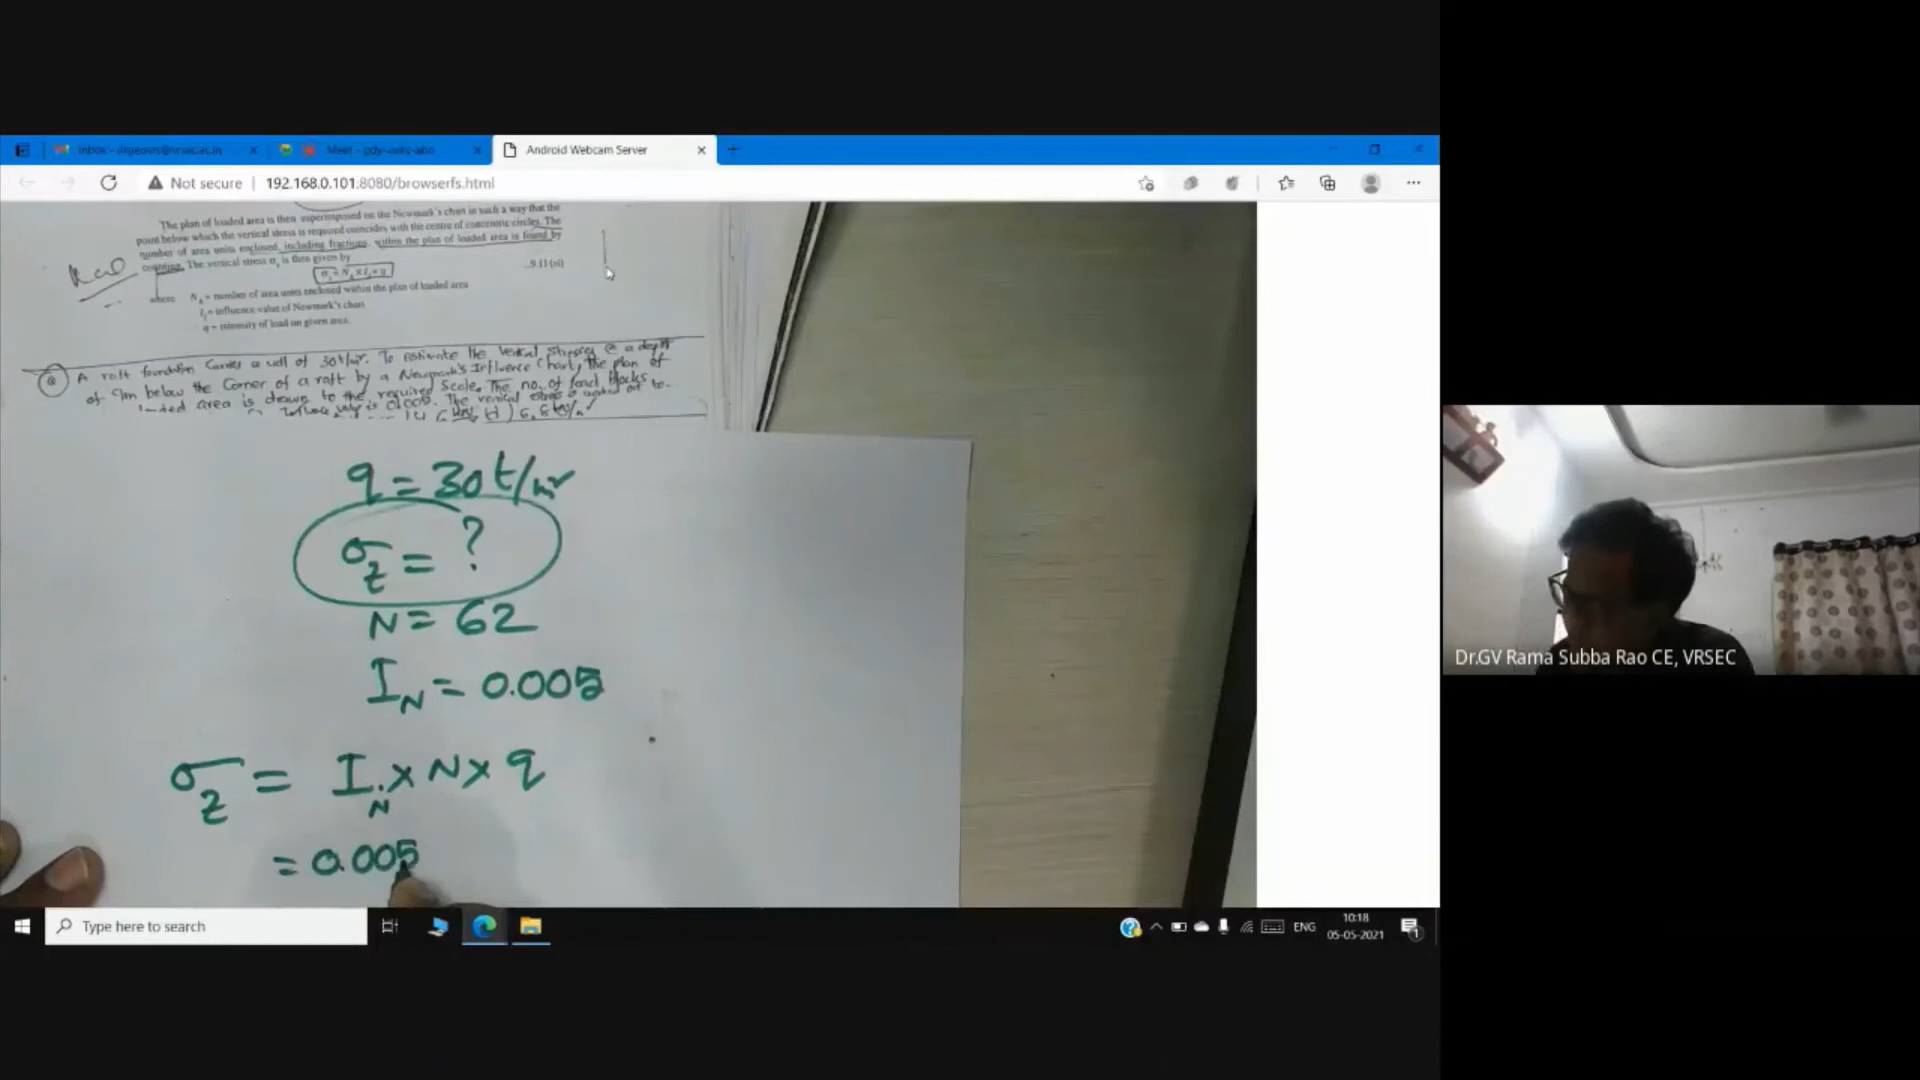 Meet - gdy-
Android Webcam Server
Not secure
192.168.0.101:8080/browserfs.html
The plan of loaded area is then superimposed on the Newmark's chart in such a way that the
point below which the vertical stress is required coincides with the centre of concentric circles. The
number of area units enclosed, including fractions, within the plan of loaded area is found by
counting. The vertical stress σz is then given by
where N_A = number of area units enclosed within the plan of loaded area
= influence value of Newmark's chart
q = intensity of load on given area.
A raft foundation carries a wall of 30 t/m². To estimate the vertical stresses @ a depth
of 9m below the corner of a raft by a Newmark's Influence Chart, the plan of
loaded area is drawn to the required scale. The no. of load blocks
q = 30 t/m²
σz = ?
N = 62
I_N = 0.005
σz = I_N × N × q
= 0.005
Dr.GV Rama Subba Rao CE, VRSEC
Type here to search
ENG
10:18
05-05-2021
1